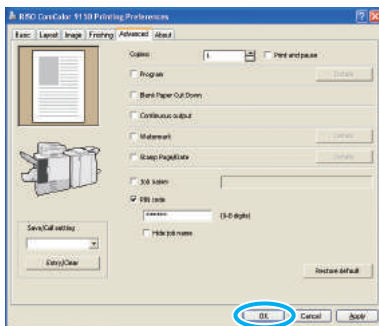 RISO ComColor 9150 Printing Preferences
Basic Layout Image Finishing Advanced About
Copies: 1 Print and pause
Program Details
Blank Paper Cut Down
Continuous output
Watermark Details
Stamp Page/Date Details
Job name:
PIN code
******* (0-8 digits)
Hide job name
Save/Call setting
Entry/Clear
Restore default
OK Cancel Apply